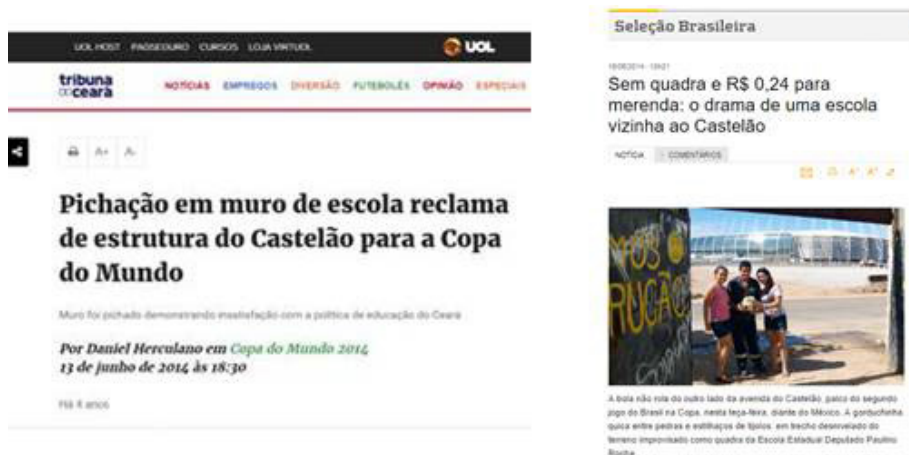 UOL HOST PAGSEGURO CURSOS LOJA VIRTUAL
UOL
tribuna
DO ceará
NOTÍCIAS EMPREGOS DIVERSÃO FUTEBOLÊS OPINIÃO ESPECIAIS
A+ A-
Pichação em muro de escola reclama
de estrutura do Castelão para a Copa
do Mundo
Muro foi pichado demonstrando insatisfação com a política de educação do Ceará
Por Daniel Herculano em Copa do Mundo 2014
13 de junho de 2014 às 18:30
Há 4 anos
Seleção Brasileira
Sem quadra e R$ 0,24 para
merenda: o drama de uma escola
vizinha ao Castelão
NOTÍCIA COMENTÁRIOS
MOS
RUGÃO
A bola não rola do outro lado da avenida do Castelão, palco do segundo
jogo do Brasil na Copa, nesta terça-feira, diante do México. A gorduchinha
quica entre pedras e estilhaços de tijolos, em trecho desnivelado do
terreno improvisado como quadra da Escola Estadual Deputado Paulino
Rocha